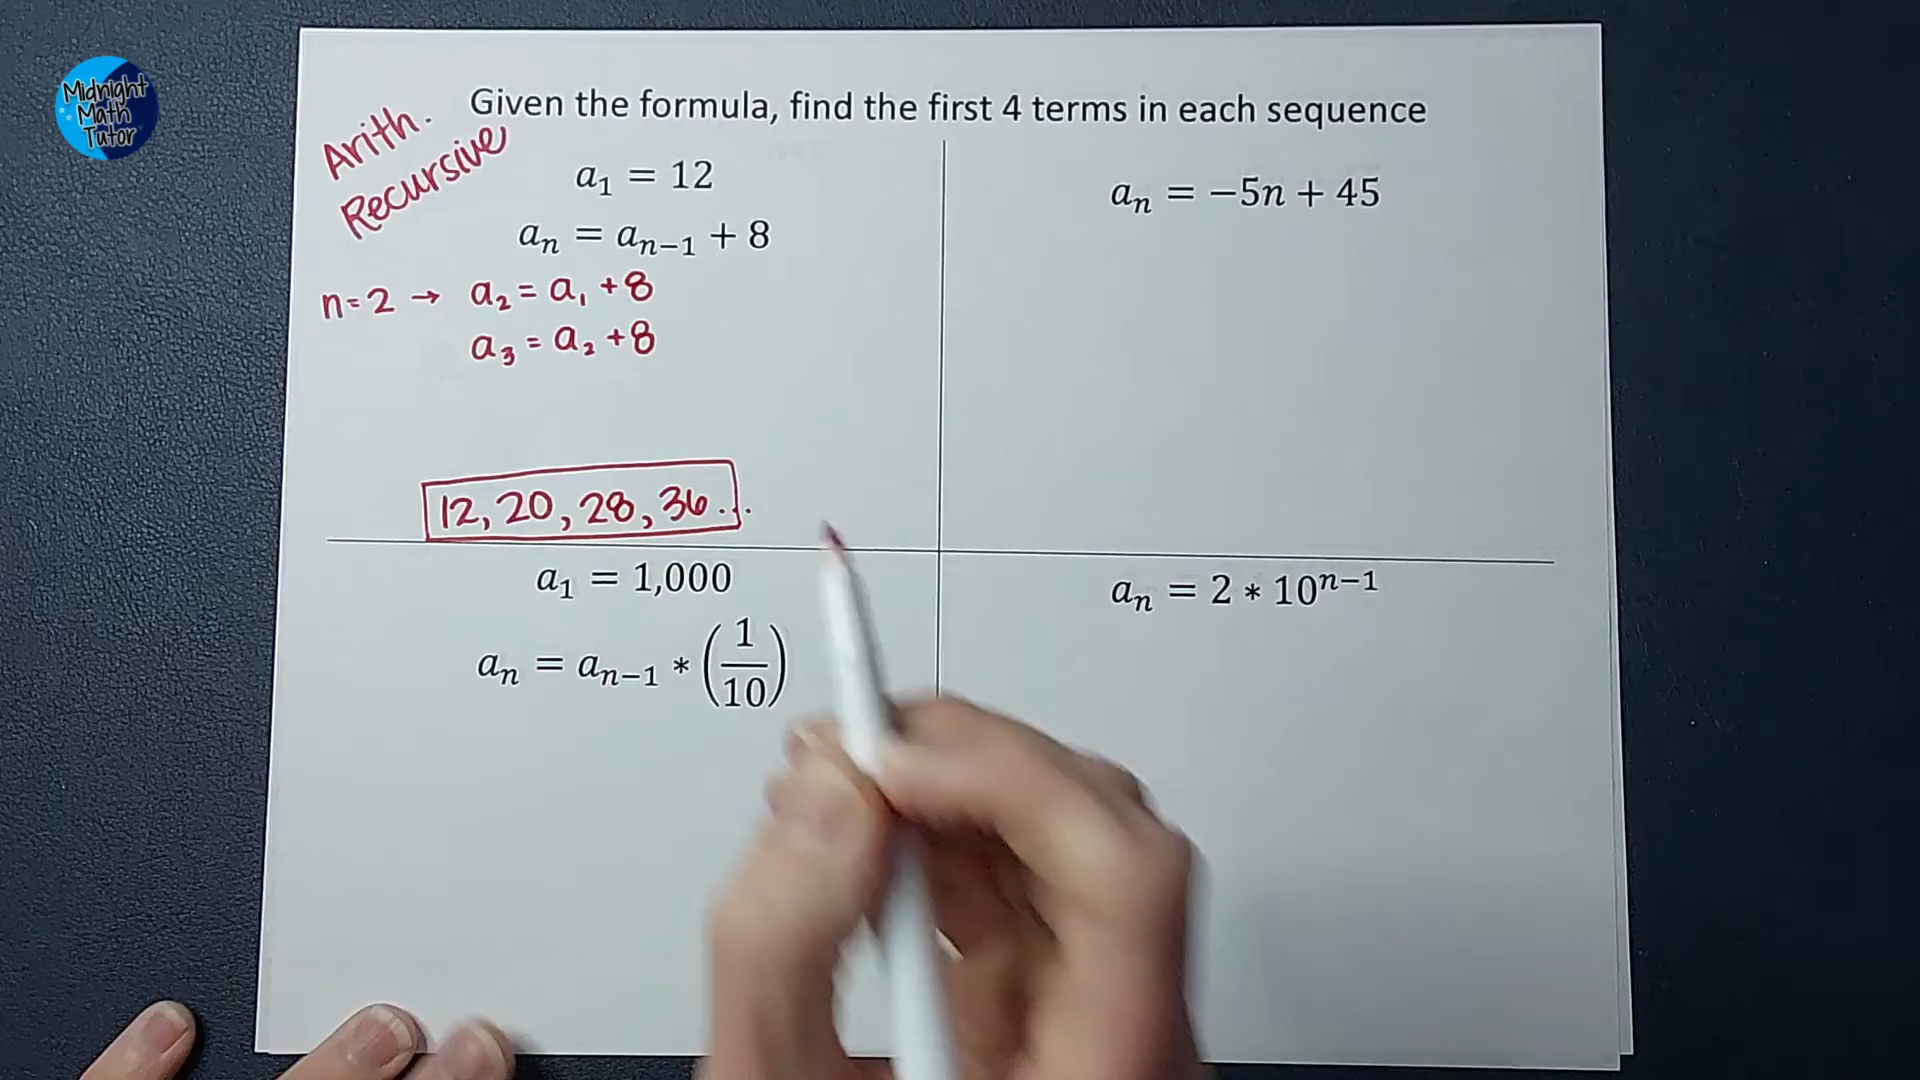 Midnight
Math
Tutor
Given the formula, find the first 4 terms in each sequence
Arith.
Recursive
a₁ = 12
aₙ = aₙ₋₁ + 8
n=2 → a₂ = a₁ +8
a₃ = a₂ +8
12, 20, 28, 36...
aₙ = −5n + 45
a₁ = 1,000
aₙ = aₙ₋₁ * (1/10)
aₙ = 2 * 10ⁿ⁻¹